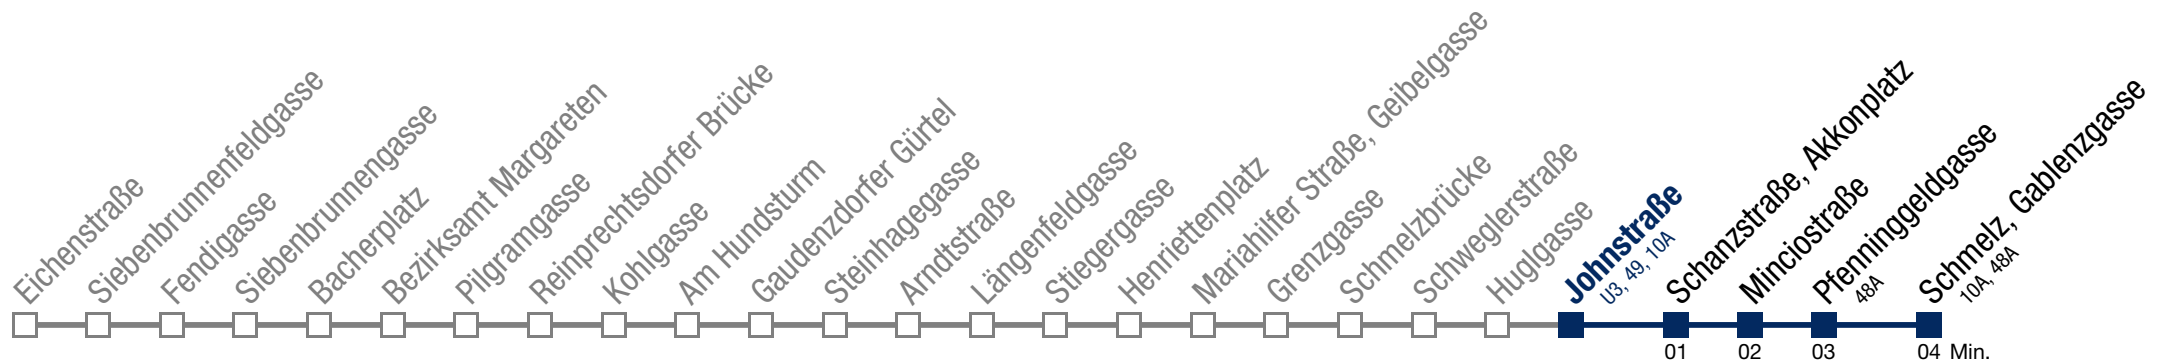 Eichenstraße
Siebenbrunnenfeldgasse
Fendigasse
Siebenbrunnengasse
Bacherplatz
Bezirksamt Margareten
Pilgramgasse
Reinprechtsdorfer Brücke
Kohlgasse
Am Hundsturm
Gaudenzdorfer Gürtel
Steinhagegasse
Arndtstraße
Längenfeldgasse
Stiegergasse
Henriettenplatz
Mariahilfer Straße, Geibelgasse
Grenzgasse
Schmelzbrücke
Schweglerstraße
Huglgasse
Johnstraße
U3, 49, 10A
Schanzstraße, Akkonplatz
Minciostraße
Pfenninggeldgasse
48A
Schmelz, Gablenzgasse
10A, 48A
01 02 03 04 Min.